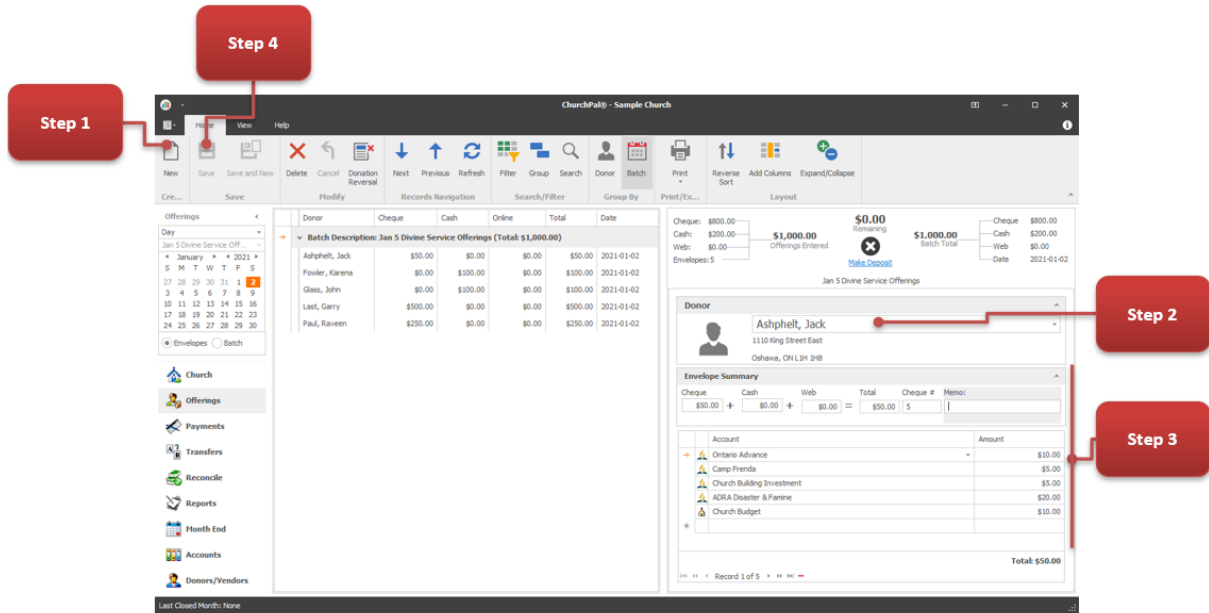 Step 4
Step 1
ChurchPal® - Sample Church
Home View Help
New Save Save and New Delete Cancel Donation Reversal Next Previous Refresh Filter Group Search Donor Batch Print Reverse Sort Add Columns Expand/Collapse
Cre... Save Modify Records Navigation Search/Filter Group By Print/Ex... Layout
Offerings
Day
Jan 5 Divine Service Off...
January 2021
S M T W T F S
27 28 29 30 31 1 2
3 4 5 6 7 8 9
10 11 12 13 14 15 16
17 18 19 20 21 22 23
24 25 26 27 28 29 30
Envelopes Batch
Church
Offerings
Payments
Transfers
Reconcile
Reports
Month End
Accounts
Donors/Vendors
Donor Cheque Cash Online Total Date
Batch Description: Jan 5 Divine Service Offerings (Total: $1,000.00)
Ashphelt, Jack $50.00 $0.00 $0.00 $50.00 2021-01-02
Fowler, Karena $0.00 $100.00 $0.00 $100.00 2021-01-02
Glass, John $0.00 $100.00 $0.00 $100.00 2021-01-02
Last, Garry $500.00 $0.00 $0.00 $500.00 2021-01-02
Paul, Raveen $250.00 $0.00 $0.00 $250.00 2021-01-02
Cheque: $800.00
Cash: $200.00
Web: $0.00
Envelopes: 5
$1,000.00
Offerings Entered
$0.00
Remaining
Make Deposit
$1,000.00
Batch Total
Cheque $800.00
Cash $200.00
Web $0.00
Date 2021-01-02
Jan 5 Divine Service Offerings
Donor
Ashphelt, Jack
1110 King Street East
Oshawa, ON L1H 1H8
Step 2
Envelope Summary
Cheque Cash Web Total Cheque # Memo:
$50.00 + $0.00 + $0.00 = $50.00 5
Account Amount
Ontario Advance $10.00
Camp Frenda $5.00
Church Building Investment $5.00
ADRA Disaster & Famine $20.00
Church Budget $10.00
Total: $50.00
Record 1 of 5
Step 3
Last Closed Month: None